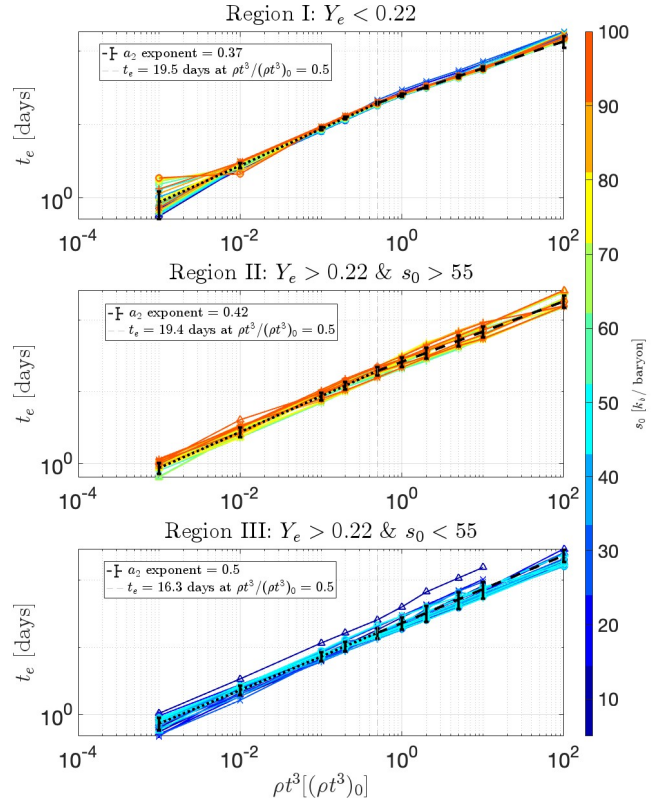 Region I: Y_e < 0.22
a_2 exponent = 0.37
t_e = 19.5 days at ρt^3/(ρt^3)_0 = 0.5
t_e [days]
10^0
10^-4 10^-2 10^0 10^2
Region II: Y_e > 0.22 & s_0 > 55
a_2 exponent = 0.42
t_e = 19.4 days at ρt^3/(ρt^3)_0 = 0.5
t_e [days]
10^0
10^-4 10^-2 10^0 10^2
Region III: Y_e > 0.22 & s_0 < 55
a_2 exponent = 0.5
t_e = 16.3 days at ρt^3/(ρt^3)_0 = 0.5
t_e [days]
10^0
10^-4 10^-2 10^0 10^2
ρt^3[(ρt^3)_0]
100
90
80
70
60
50
40
30
20
10
s_0 [k_b/ baryon]